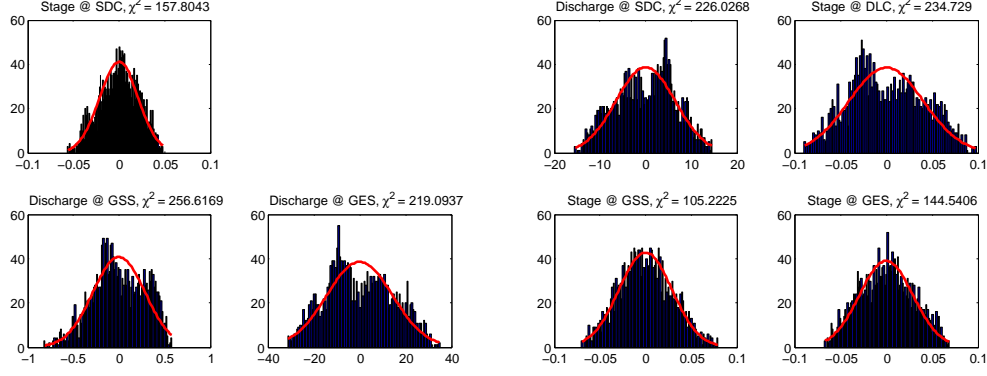 Stage @ SDC, χ² = 157.8043
Discharge @ SDC, χ² = 226.0268
Stage @ DLC, χ² = 234.729
60
40
20
0
−0.1 −0.05 0 0.05 0.1
60
40
20
0
−20 −10 0 10 20
60
40
20
0
−0.1 −0.05 0 0.05 0.1
Discharge @ GSS, χ² = 256.6169
Discharge @ GES, χ² = 219.0937
Stage @ GSS, χ² = 105.2225
Stage @ GES, χ² = 144.5406
60
40
20
0
−1 −0.5 0 0.5 1
60
40
20
0
−40 −20 0 20 40
60
40
20
0
−0.1 −0.05 0 0.05 0.1
60
40
20
0
−0.1 −0.05 0 0.05 0.1